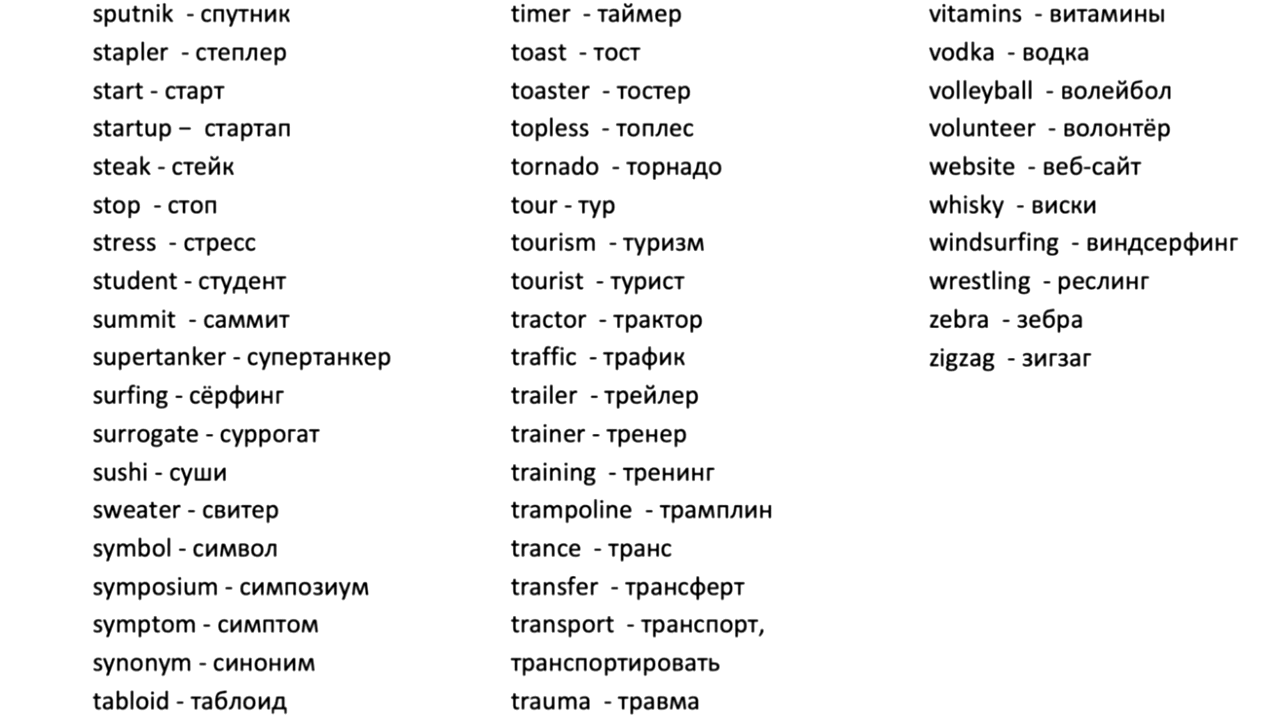 sputnik - спутник
stapler - степлер
start - старт
startup – стартап
steak - стейк
stop - стоп
stress - стресс
student - студент
summit - саммит
supertanker - супертанкер
surfing - сёрфинг
surrogate - суррогат
sushi - суши
sweater - свитер
symbol - символ
symposium - симпозиум
symptom - симптом
synonym - синоним
tabloid - таблоид
timer - таймер
toast - тост
toaster - тостер
topless - топлес
tornado - торнадо
tour - тур
tourism - туризм
tourist - турист
tractor - трактор
traffic - трафик
trailer - трейлер
trainer - тренер
training - тренинг
trampoline - трамплин
trance - транс
transfer - трансферт
transport - транспорт,
транспортировать
trauma - травма
vitamins - витамины
vodka - водка
volleyball - волейбол
volunteer - волонтёр
website - веб-сайт
whisky - виски
windsurfing - виндсерфинг
wrestling - реслинг
zebra - зебра
zigzag - зигзаг